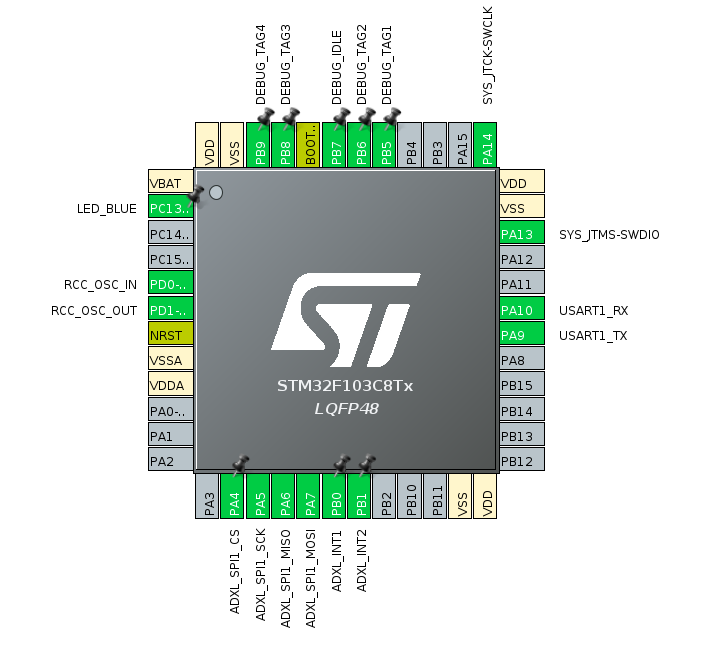 DEBUG_TAG4
DEBUG_TAG3
DEBUG_IDLE
DEBUG_TAG2
DEBUG_TAG1
SYS_JTCK-SWCLK
VDD
VSS
PB9
PB8
BOOT..
PB7
PB6
PB5
PB4
PB3
PA15
PA14
VBAT
LED_BLUE PC13..
PC14..
PC15..
RCC_OSC_IN PD0-..
RCC_OSC_OUT PD1-..
NRST
VSSA
VDDA
PA0-..
PA1
PA2
ST
STM32F103C8Tx
LQFP48
VDD
VSS
PA13 SYS_JTMS-SWDIO
PA12
PA11
PA10 USART1_RX
PA9 USART1_TX
PA8
PB15
PB14
PB13
PB12
PA3
PA4
PA5
PA6
PA7
PB0
PB1
PB2
PB10
PB11
VSS
VDD
ADXL_SPI1_CS
ADXL_SPI1_SCK
ADXL_SPI1_MISO
ADXL_SPI1_MOSI
ADXL_INT1
ADXL_INT2